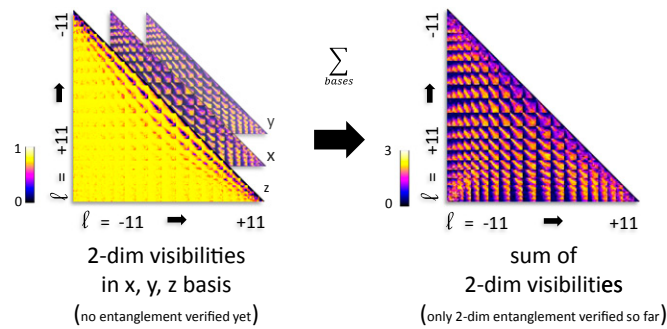 -11
+11
ℓ =
1
0
y
x
z
ℓ = -11
+11
2-dim visibilities
in x, y, z basis
(no entanglement verified yet)
∑
bases
-11
+11
ℓ =
3
0
ℓ = -11
+11
sum of
2-dim visibilities
(only 2-dim entanglement verified so far)